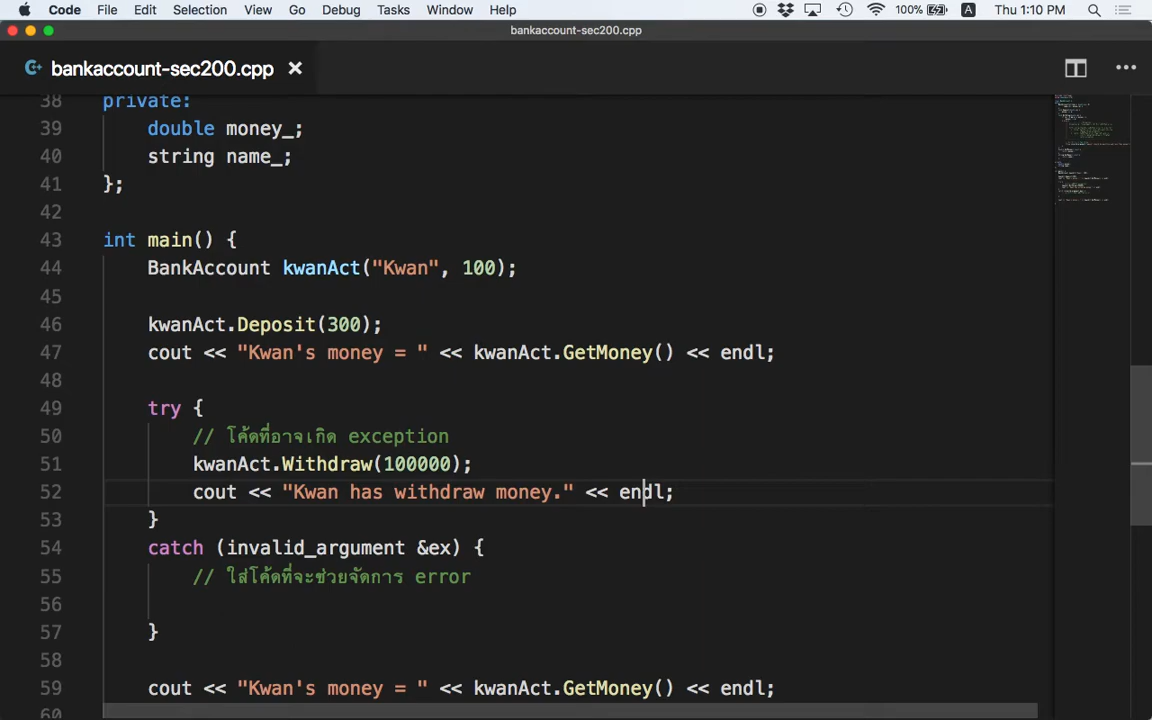 Code File Edit Selection View Go Debug Tasks Window Help 100% A Thu 1:10 PM
bankaccount-sec200.cpp
bankaccount-sec200.cpp
38 private:
39 double money_;
40 string name_;
41 };
42
43 int main() {
44 BankAccount kwanAct("Kwan", 100);
45
46 kwanAct.Deposit(300);
47 cout << "Kwan's money = " << kwanAct.GetMoney() << endl;
48
49 try {
50 // โค้ดที่อาจเกิด exception
51 kwanAct.Withdraw(100000);
52 cout << "Kwan has withdraw money." << endl;
53 }
54 catch (invalid_argument &ex) {
55 // ใส่โค้ดที่จะช่วยจัดการ error
56
57 }
58
59 cout << "Kwan's money = " << kwanAct.GetMoney() << endl;
60